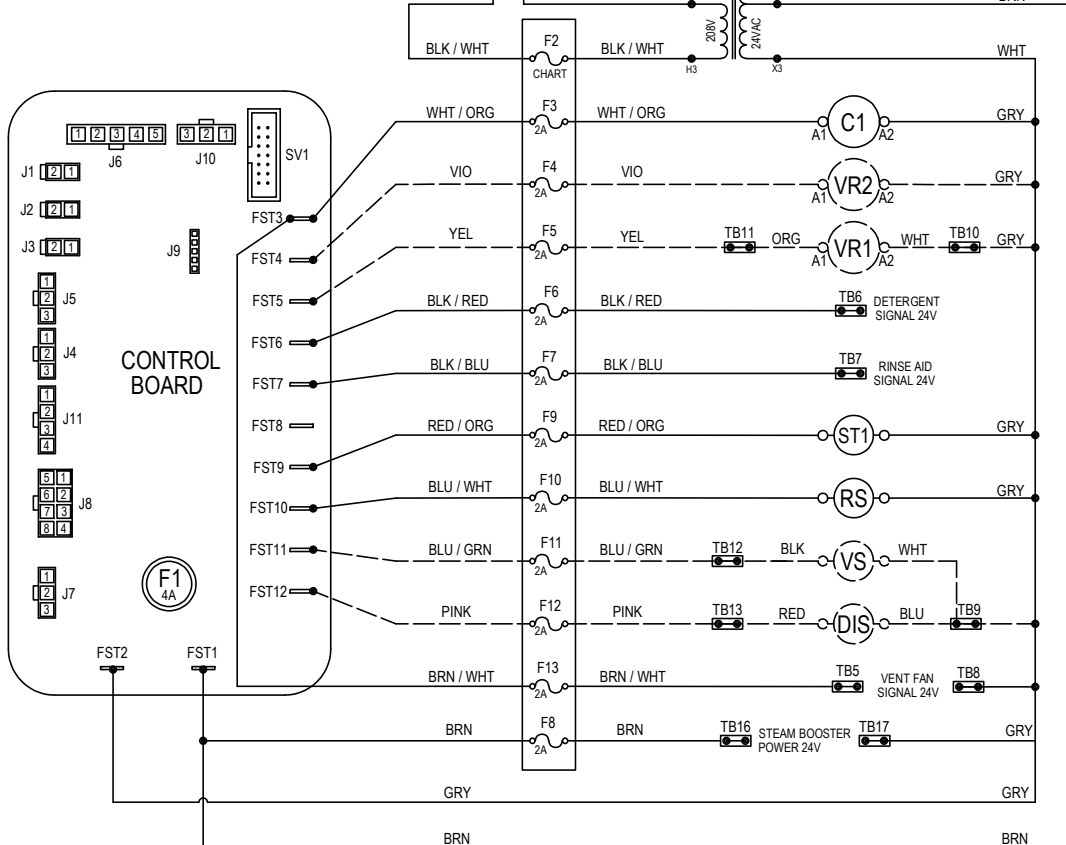 BLK / WHT
F2
CHART
BLK / WHT
208V
24VAC
H3
X3
WHT
WHT / ORG
F3
2A
WHT / ORG
A1
C1
A2
GRY
VIO
F4
2A
VIO
A1
VR2
A2
GRY
YEL
F5
2A
YEL
TB11
ORG
A1
VR1
A2
WHT
TB10
GRY
BLK / RED
F6
2A
BLK / RED
TB6
DETERGENT
SIGNAL 24V
BLK / BLU
F7
2A
BLK / BLU
TB7
RINSE AID
SIGNAL 24V
RED / ORG
F9
2A
RED / ORG
ST1
GRY
BLU / WHT
F10
2A
BLU / WHT
RS
GRY
BLU / GRN
F11
2A
BLU / GRN
TB12
BLK
VS
WHT
PINK
F12
2A
PINK
TB13
RED
DIS
BLU
TB9
BRN / WHT
F13
2A
BRN / WHT
TB5
VENT FAN
SIGNAL 24V
TB8
BRN
F8
2A
BRN
TB16
STEAM BOOSTER
POWER 24V
TB17
GRY
GRY
GRY
BRN
BRN
1 2 3 4 5
J6
3 2 1
J10
SV1
J1
2 1
J2
2 1
J3
2 1
J9
1
2
3
J5
1
2
3
J4
1
2
3
4
J11
5 1
6 2
7 3
8 4
J8
1
2
3
J7
CONTROL
BOARD
F1
4A
FST3
FST4
FST5
FST6
FST7
FST8
FST9
FST10
FST11
FST12
FST2
FST1